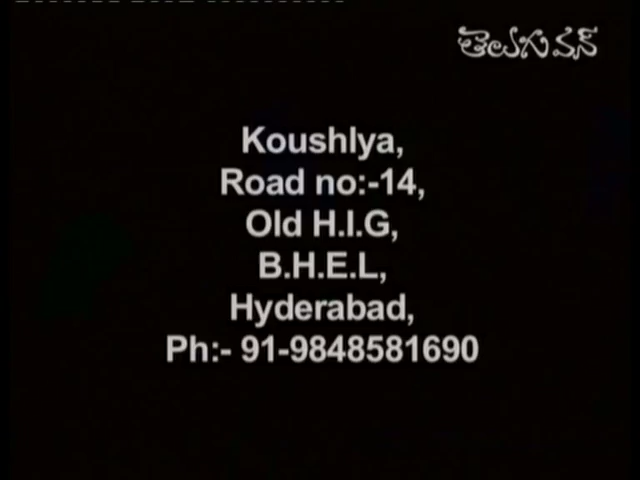 తెలుగు వన్
Koushlya,
Road no:-14,
Old H.I.G,
B.H.E.L,
Hyderabad,
Ph:- 91-9848581690